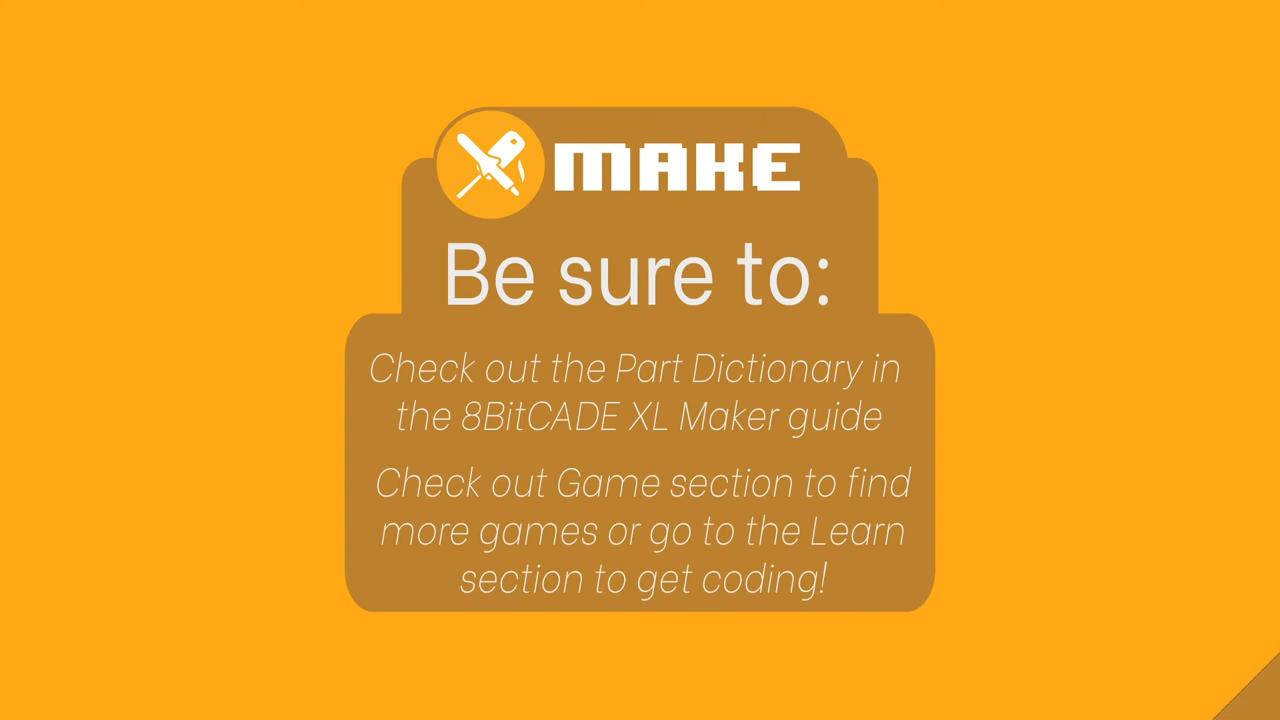 MAKE
Be sure to:
Check out the Part Dictionary in
the 8BitCADE XL Maker guide
Check out Game section to find
more games or go to the Learn
section to get coding!